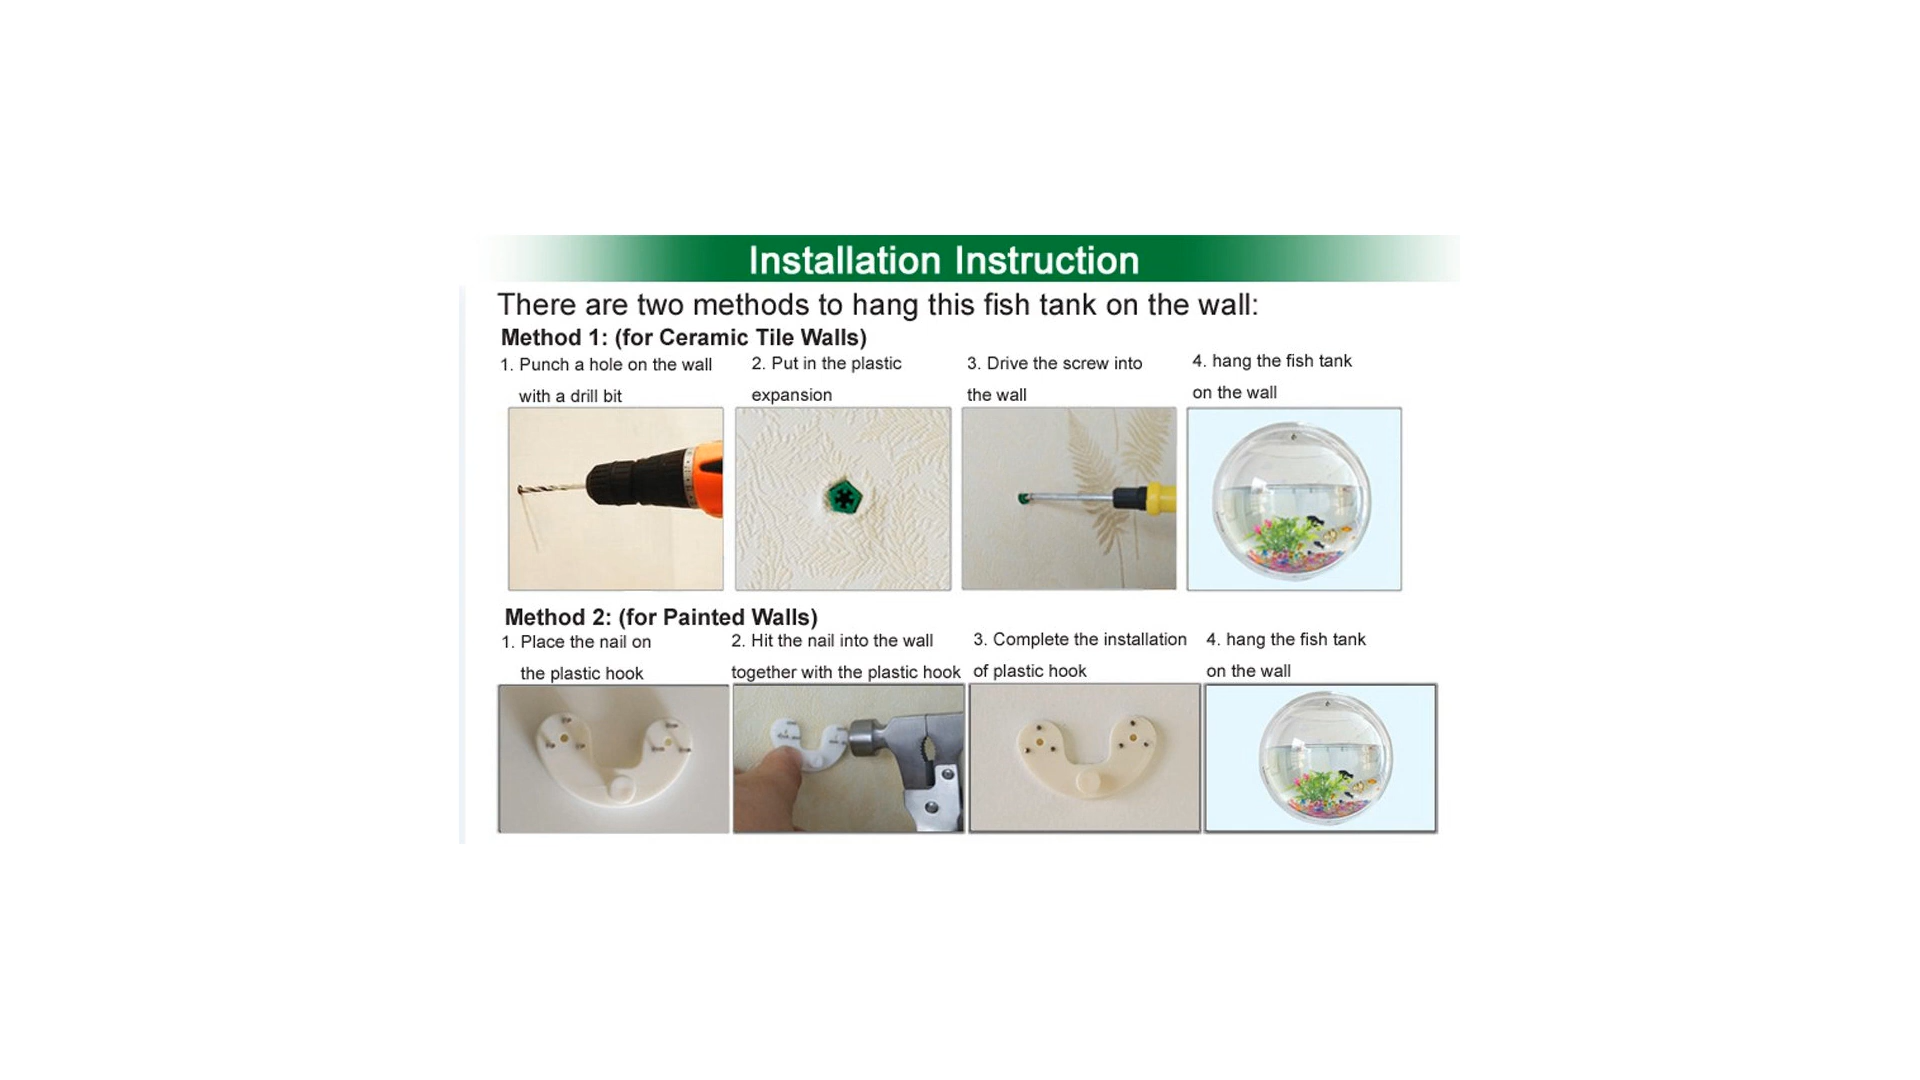 Installation Instruction
There are two methods to hang this fish tank on the wall:
Method 1: (for Ceramic Tile Walls)
1. Punch a hole on the wall
with a drill bit
2. Put in the plastic
expansion
3. Drive the screw into
the wall
4. hang the fish tank
on the wall
Method 2: (for Painted Walls)
1. Place the nail on
the plastic hook
2. Hit the nail into the wall
together with the plastic hook
3. Complete the installation
of plastic hook
4. hang the fish tank
on the wall